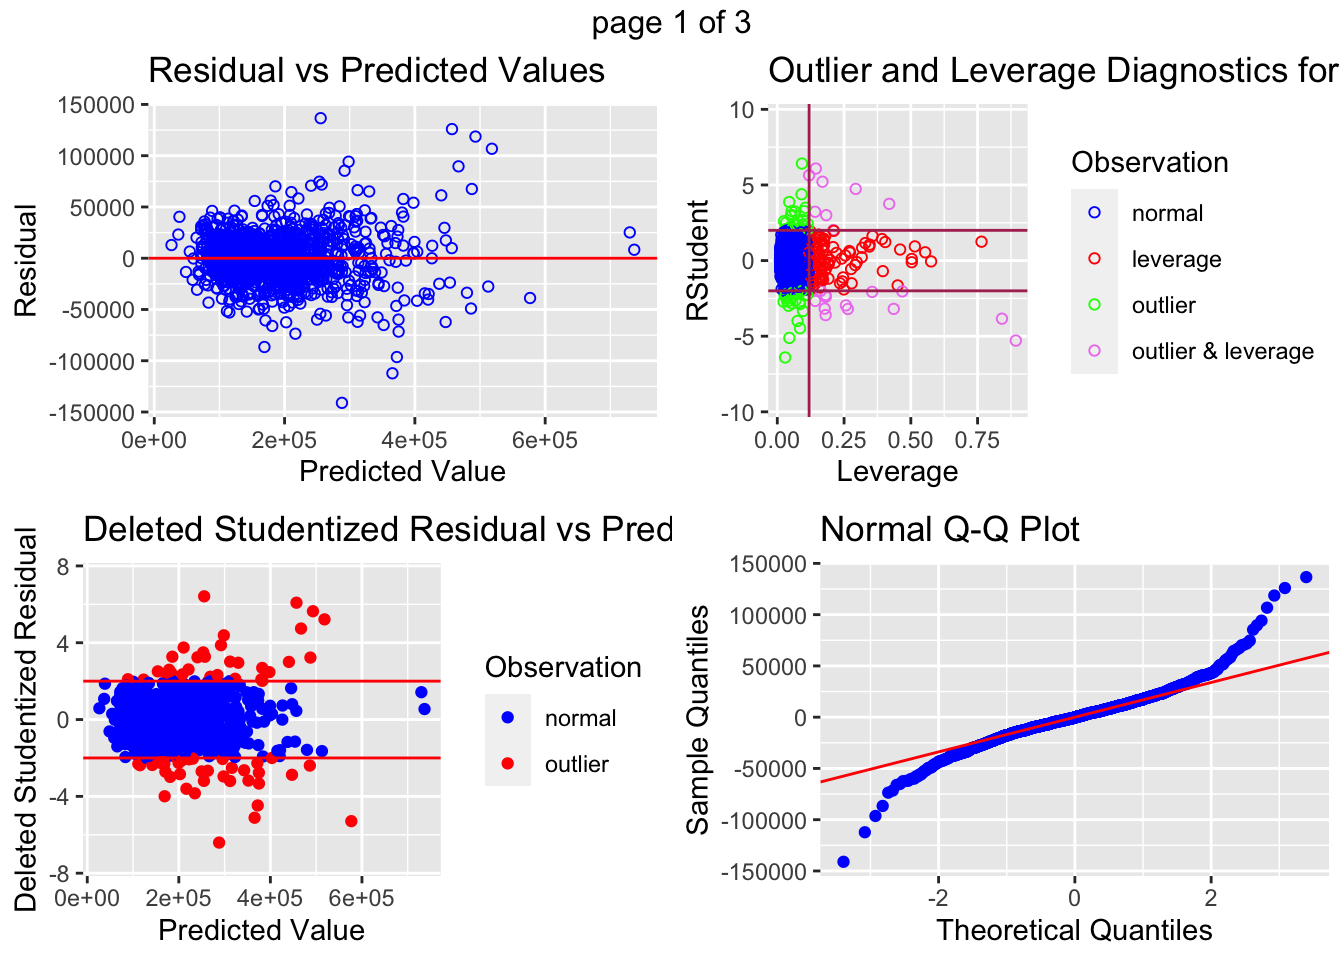 page 1 of 3
Residual vs Predicted Values
150000
100000
50000
0
-50000
-100000
-150000
Residual
0e+00 2e+05 4e+05 6e+05
Predicted Value
Outlier and Leverage Diagnostics for
10
5
0
-5
-10
RStudent
0.00 0.25 0.50 0.75
Leverage
Observation
normal
leverage
outlier
outlier & leverage
Deleted Studentized Residual vs Pred
8
4
0
-4
-8
Deleted Studentized Residual
0e+00 2e+05 4e+05 6e+05
Predicted Value
Observation
normal
outlier
Normal Q-Q Plot
150000
100000
50000
0
-50000
-100000
-150000
Sample Quantiles
-2 0 2
Theoretical Quantiles